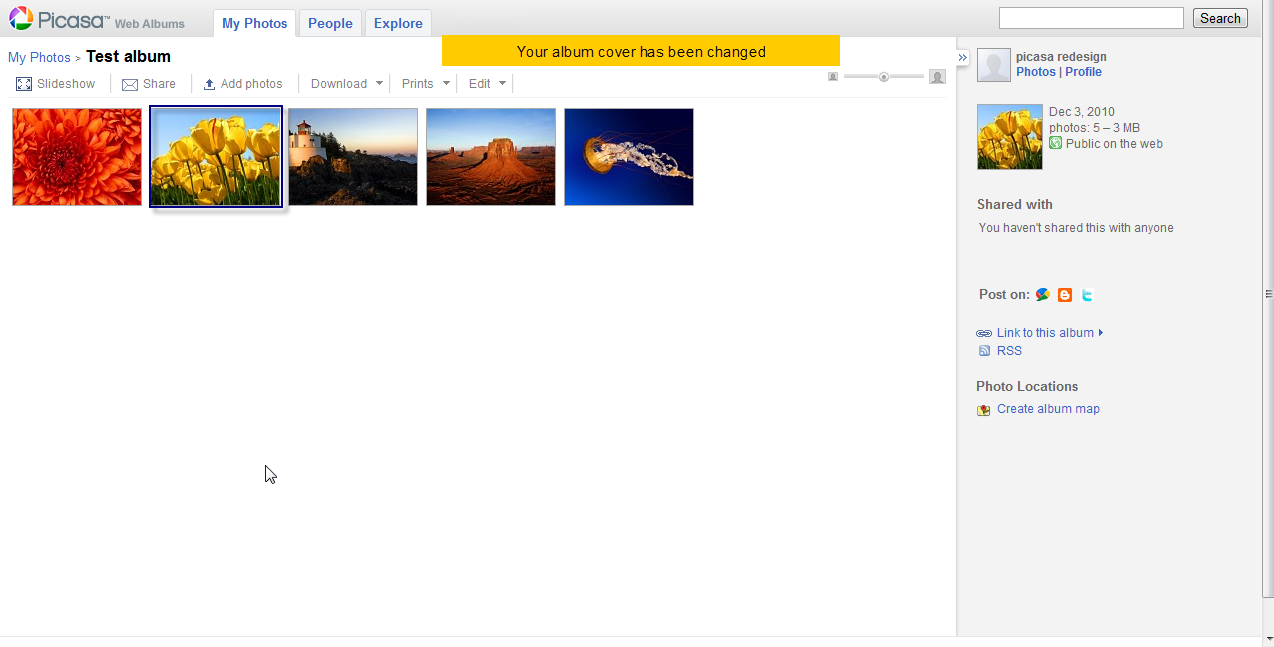 Picasa™ Web Albums
My Photos
People
Explore
Search
My Photos > Test album
Your album cover has been changed
Slideshow
Share
Add photos
Download
Prints
Edit
picasa redesign
Photos | Profile
Dec 3, 2010
photos: 5 – 3 MB
Public on the web
Shared with
You haven't shared this with anyone
Post on:
Link to this album
RSS
Photo Locations
Create album map